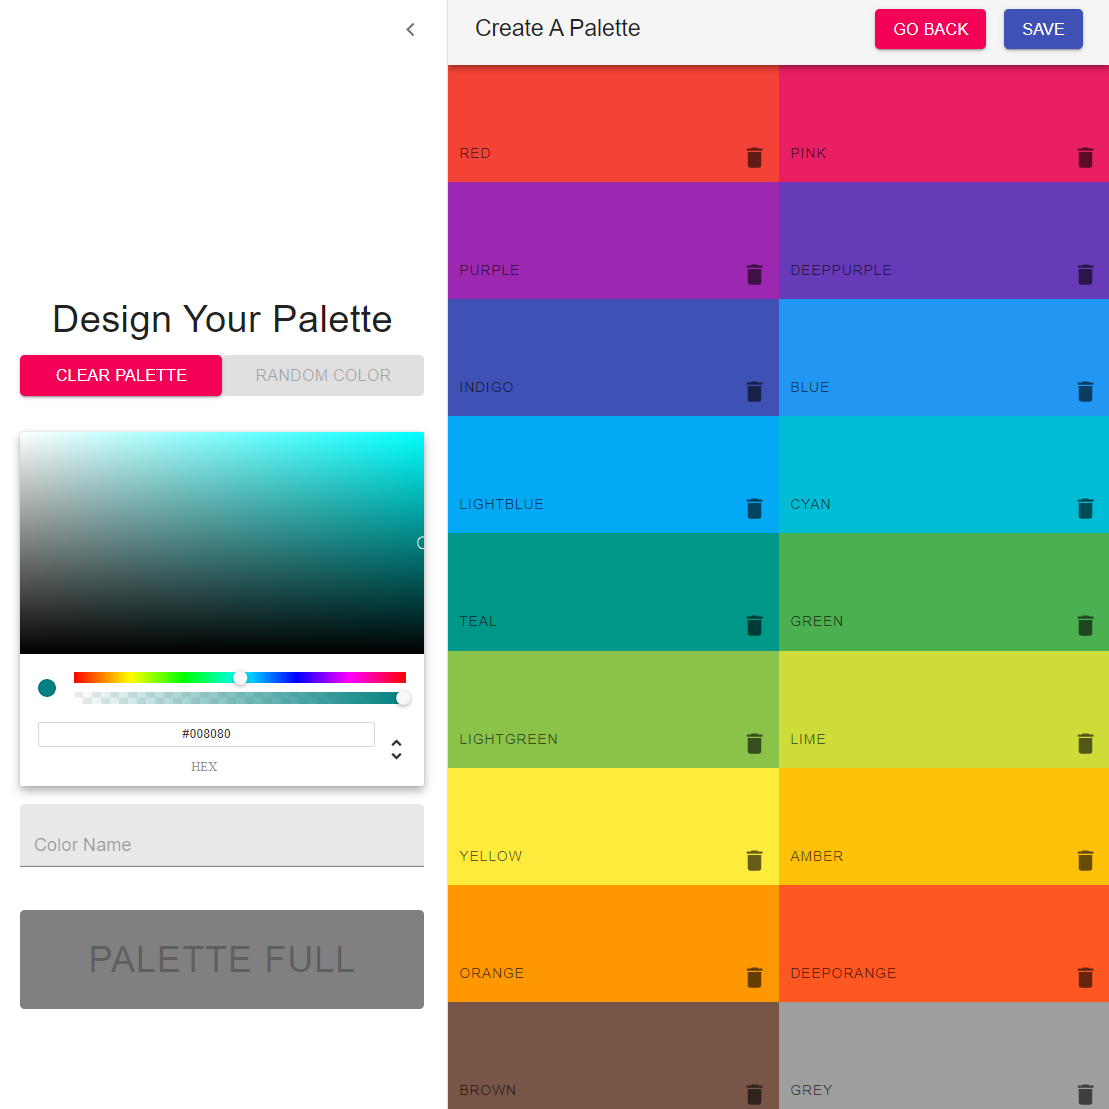 Create A Palette
GO BACK
SAVE
Design Your Palette
CLEAR PALETTE
RANDOM COLOR
#008080
HEX
Color Name
PALETTE FULL
RED
PINK
PURPLE
DEEPPURPLE
INDIGO
BLUE
LIGHTBLUE
CYAN
TEAL
GREEN
LIGHTGREEN
LIME
YELLOW
AMBER
ORANGE
DEEPORANGE
BROWN
GREY